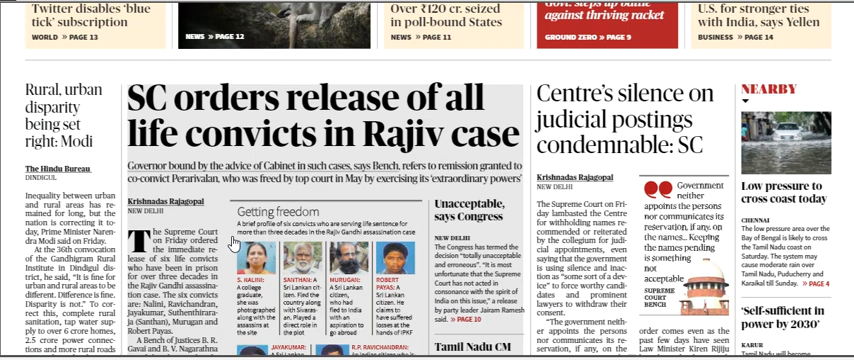 Twitter disables ‘blue
tick’ subscription
WORLD » PAGE 13
NEWS » PAGE 12
Over ₹120 cr. seized
in poll-bound States
NEWS » PAGE 11
Govt. steps up battle
against thriving racket
GROUND ZERO » PAGE 9
U.S. for stronger ties
with India, says Yellen
BUSINESS » PAGE 14
Rural, urban
disparity
being set
right: Modi
The Hindu Bureau
DINDIGUL
Inequality between urban
and rural areas has re-
mained for long, but the
nation is correcting it to-
day, Prime Minister Naren-
dra Modi said on Friday.
At the 36th convocation
of the Gandhigram Rural
Institute in Dindigul dis-
trict, he said, “It is fine for
urban and rural areas to be
different. Difference is fine.
Disparity is not.” To cor-
rect this, complete rural
sanitation, tap water sup-
ply to over 6 crore homes,
2.5 crore power connec-
tions and more rural roads
SC orders release of all
life convicts in Rajiv case
Governor bound by the advice of Cabinet in such cases, says Bench, refers to remission granted to
co-convict Perarivalan, who was freed by top court in May by exercising its ‘extraordinary powers’
Krishnadas Rajagopal
NEW DELHI
The Supreme Court
on Friday ordered
the immediate re-
lease of six life convicts
who have been in prison
for over three decades in
the Rajiv Gandhi assassina-
tion case. The six convicts
are: Nalini, Ravichandran,
Jayakumar, Suthenthirara-
ja (Santhan), Murugan and
Robert Payas.
A Bench of Justices B. R.
Gavai and B. V. Nagarathna
Getting freedom
A brief profile of six convicts who are serving life sentence for
more than three decades in the Rajiv Gandhi assassination case
S. NALINI:
A college
graduate,
she was
photographed
along with the
assassins at
the site
SANTHAN: A
Sri Lankan cit-
izen. Fled the
country along
with Sivaras-
an. Played a
direct role in
the plot
MURUGAN:
A Sri Lankan
citizen,
who had
fled to India
with an
aspiration to
go abroad
ROBERT
PAYAS: A
Sri Lankan
citizen. He
claims to
have suffered
losses at the
hands of IPKF
JAYAKUMAR:
R.P. RAVICHANDRAN:
Unacceptable,
says Congress
NEW DELHI
The Congress has termed the
decision “totally unacceptable
and erroneous”. “It is most
unfortunate that the Supreme
Court has not acted in
consonance with the spirit of
India on this issue,” a release
by party leader Jairam Ramesh
said. » PAGE 10
Tamil Nadu CM
Centre’s silence on
judicial postings
condemnable: SC
Krishnadas Rajagopal
NEW DELHI
The Supreme Court on Fri-
day lambasted the Centre
for withholding names re-
commended or reiterated
by the collegium for judi-
cial appointments, even
saying that the government
is using silence and inac-
tion as “some sort of a dev-
ice” to force worthy candi-
dates and prominent
lawyers to withdraw their
consent.
“The government neith-
er appoints the persons
nor communicates its re-
servation, if any, on the
Government
neither
appoints the persons
nor communicates its
reservation, if any, on
the names.. Keeping
the names pending
is something
not
acceptable
SUPREME
COURT
BENCH
order comes even as the
past few days have seen
Law Minister Kiren Rijiju
NEARBY
Low pressure to
cross coast today
CHENNAI
The low pressure area over the
Bay of Bengal is likely to cross
the Tamil Nadu coast on
Saturday. The system may
cause moderate rain over
Tamil Nadu, Puducherry and
Karaikal till Sunday. » PAGE 4
‘Self-sufficient in
power by 2030’
KARUR